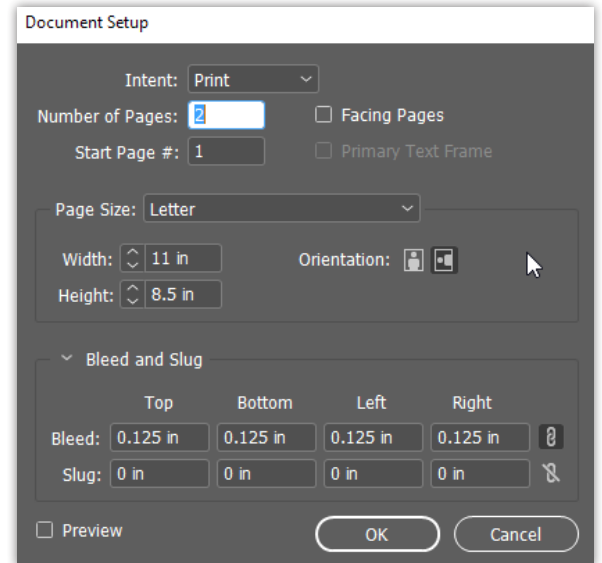 Document Setup
Intent: Print
Number of Pages: 2 Facing Pages
Start Page #: 1 Primary Text Frame
Page Size: Letter
Width: 11 in Orientation:
Height: 8.5 in
Bleed and Slug
Top Bottom Left Right
Bleed: 0.125 in 0.125 in 0.125 in 0.125 in
Slug: 0 in 0 in 0 in 0 in
Preview OK Cancel